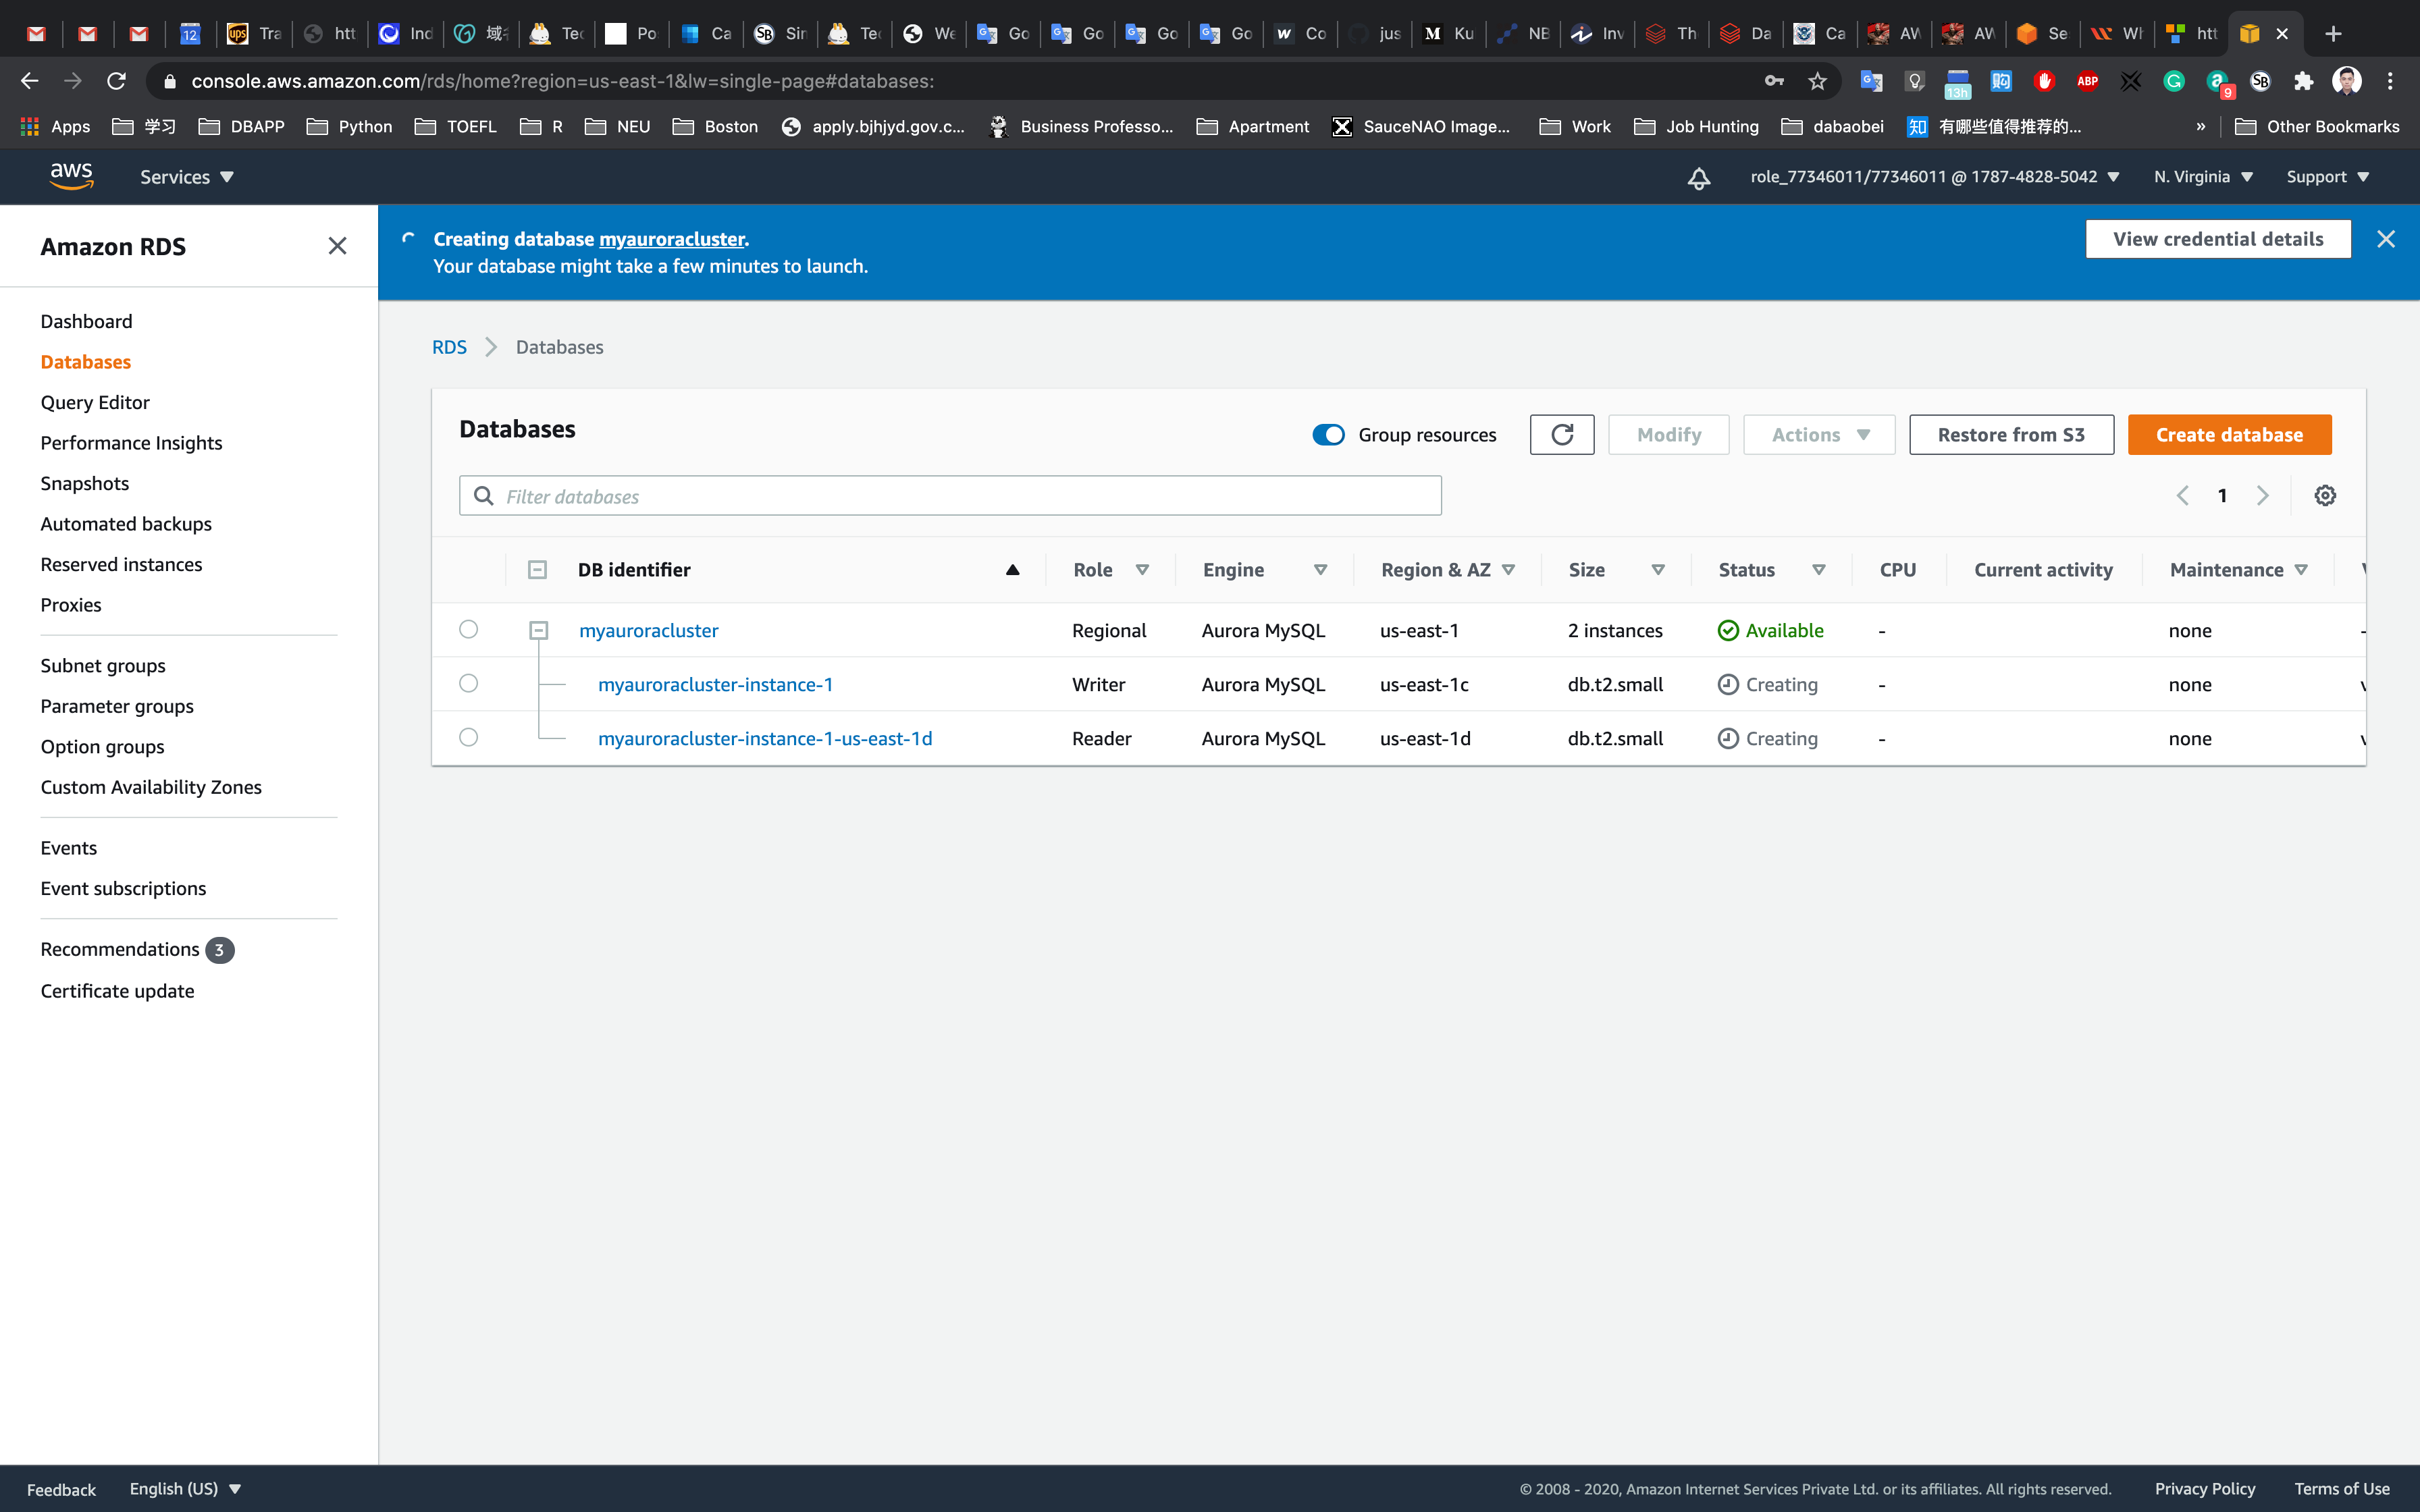 12 Tra htt Ind Tec Po Ca Sin Tec We Go Go Go Go Co jus Ku NB Inv Th Da Ca AW AW Se Wh htt
console.aws.amazon.com/rds/home?region=us-east-1&lw=single-page#databases:
13h ABP 9
Apps 学习 DBAPP Python TOEFL R NEU Boston apply.bjhjyd.gov.c... Business Professo... Apartment SauceNAO Image... Work Job Hunting dabaobei 知 有哪些值得推荐的... » Other Bookmarks
aws Services role_77346011/77346011 @ 1787-4828-5042 N. Virginia Support
Amazon RDS
Dashboard
Databases
Query Editor
Performance Insights
Snapshots
Automated backups
Reserved instances
Proxies
Subnet groups
Parameter groups
Option groups
Custom Availability Zones
Events
Event subscriptions
Recommendations 3
Certificate update
Creating database myauroracluster. View credential details
Your database might take a few minutes to launch.
RDS Databases
Databases Group resources Modify Actions Restore from S3 Create database
Filter databases 1
DB identifier Role Engine Region & AZ Size Status CPU Current activity Maintenance
myauroracluster Regional Aurora MySQL us-east-1 2 instances Available - none -
myauroracluster-instance-1 Writer Aurora MySQL us-east-1c db.t2.small Creating - none
myauroracluster-instance-1-us-east-1d Reader Aurora MySQL us-east-1d db.t2.small Creating - none
Feedback English (US) © 2008 - 2020, Amazon Internet Services Private Ltd. or its affiliates. All rights reserved. Privacy Policy Terms of Use